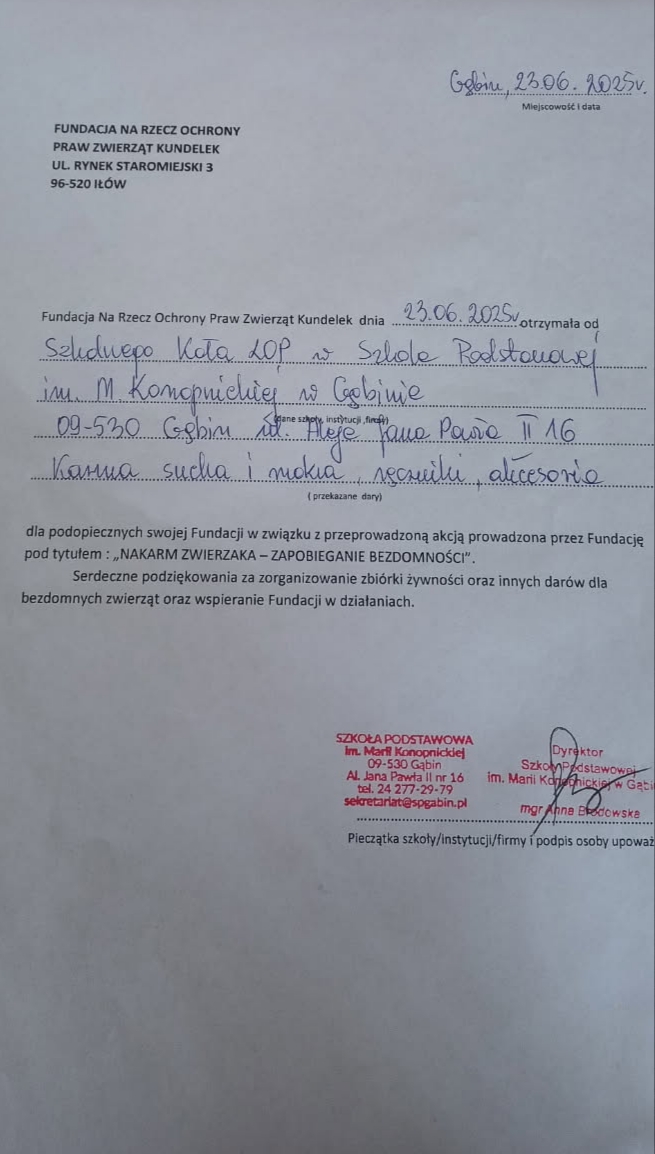 Gąbin, 23.06.2025r.
Miejscowość i data
FUNDACJA NA RZECZ OCHRONY
PRAW ZWIERZĄT KUNDELEK
UL. RYNEK STAROMIEJSKI 3
96-520 IŁÓW
Fundacja Na Rzecz Ochrony Praw Zwierząt Kundelek dnia 23.06.2025r. otrzymała od
Szkolnego Koła LOP w Szkole Podstawowej
im. M. Konopnickiej w Gąbinie
(dane szkoły, instytucji, firmy)
09-530 Gąbin ul. Aleje Jana Pawła II 16
Karma sucha i mokra, ręczniki, akcesoria
( przekazane dary)
dla podopiecznych swojej Fundacji w związku z przeprowadzoną akcją prowadzona przez Fundację
pod tytułem : „NAKARM ZWIERZAKA – ZAPOBIEGANIE BEZDOMNOŚCI".
Serdeczne podziękowania za zorganizowanie zbiórki żywności oraz innych darów dla
bezdomnych zwierząt oraz wspieranie Fundacji w działaniach.
SZKOŁA PODSTAWOWA
im. Marii Konopnickiej
09-530 Gąbin
Al. Jana Pawła II nr 16
tel. 24 277-29-79
sekretariat@spgabin.pl
Dyrektor
Szkoły Podstawowej
im. Marii Konopnickiej w Gąbi
mgr Anna
Pieczątka szkoły/instytucji/firmy i podpis osoby upoważ